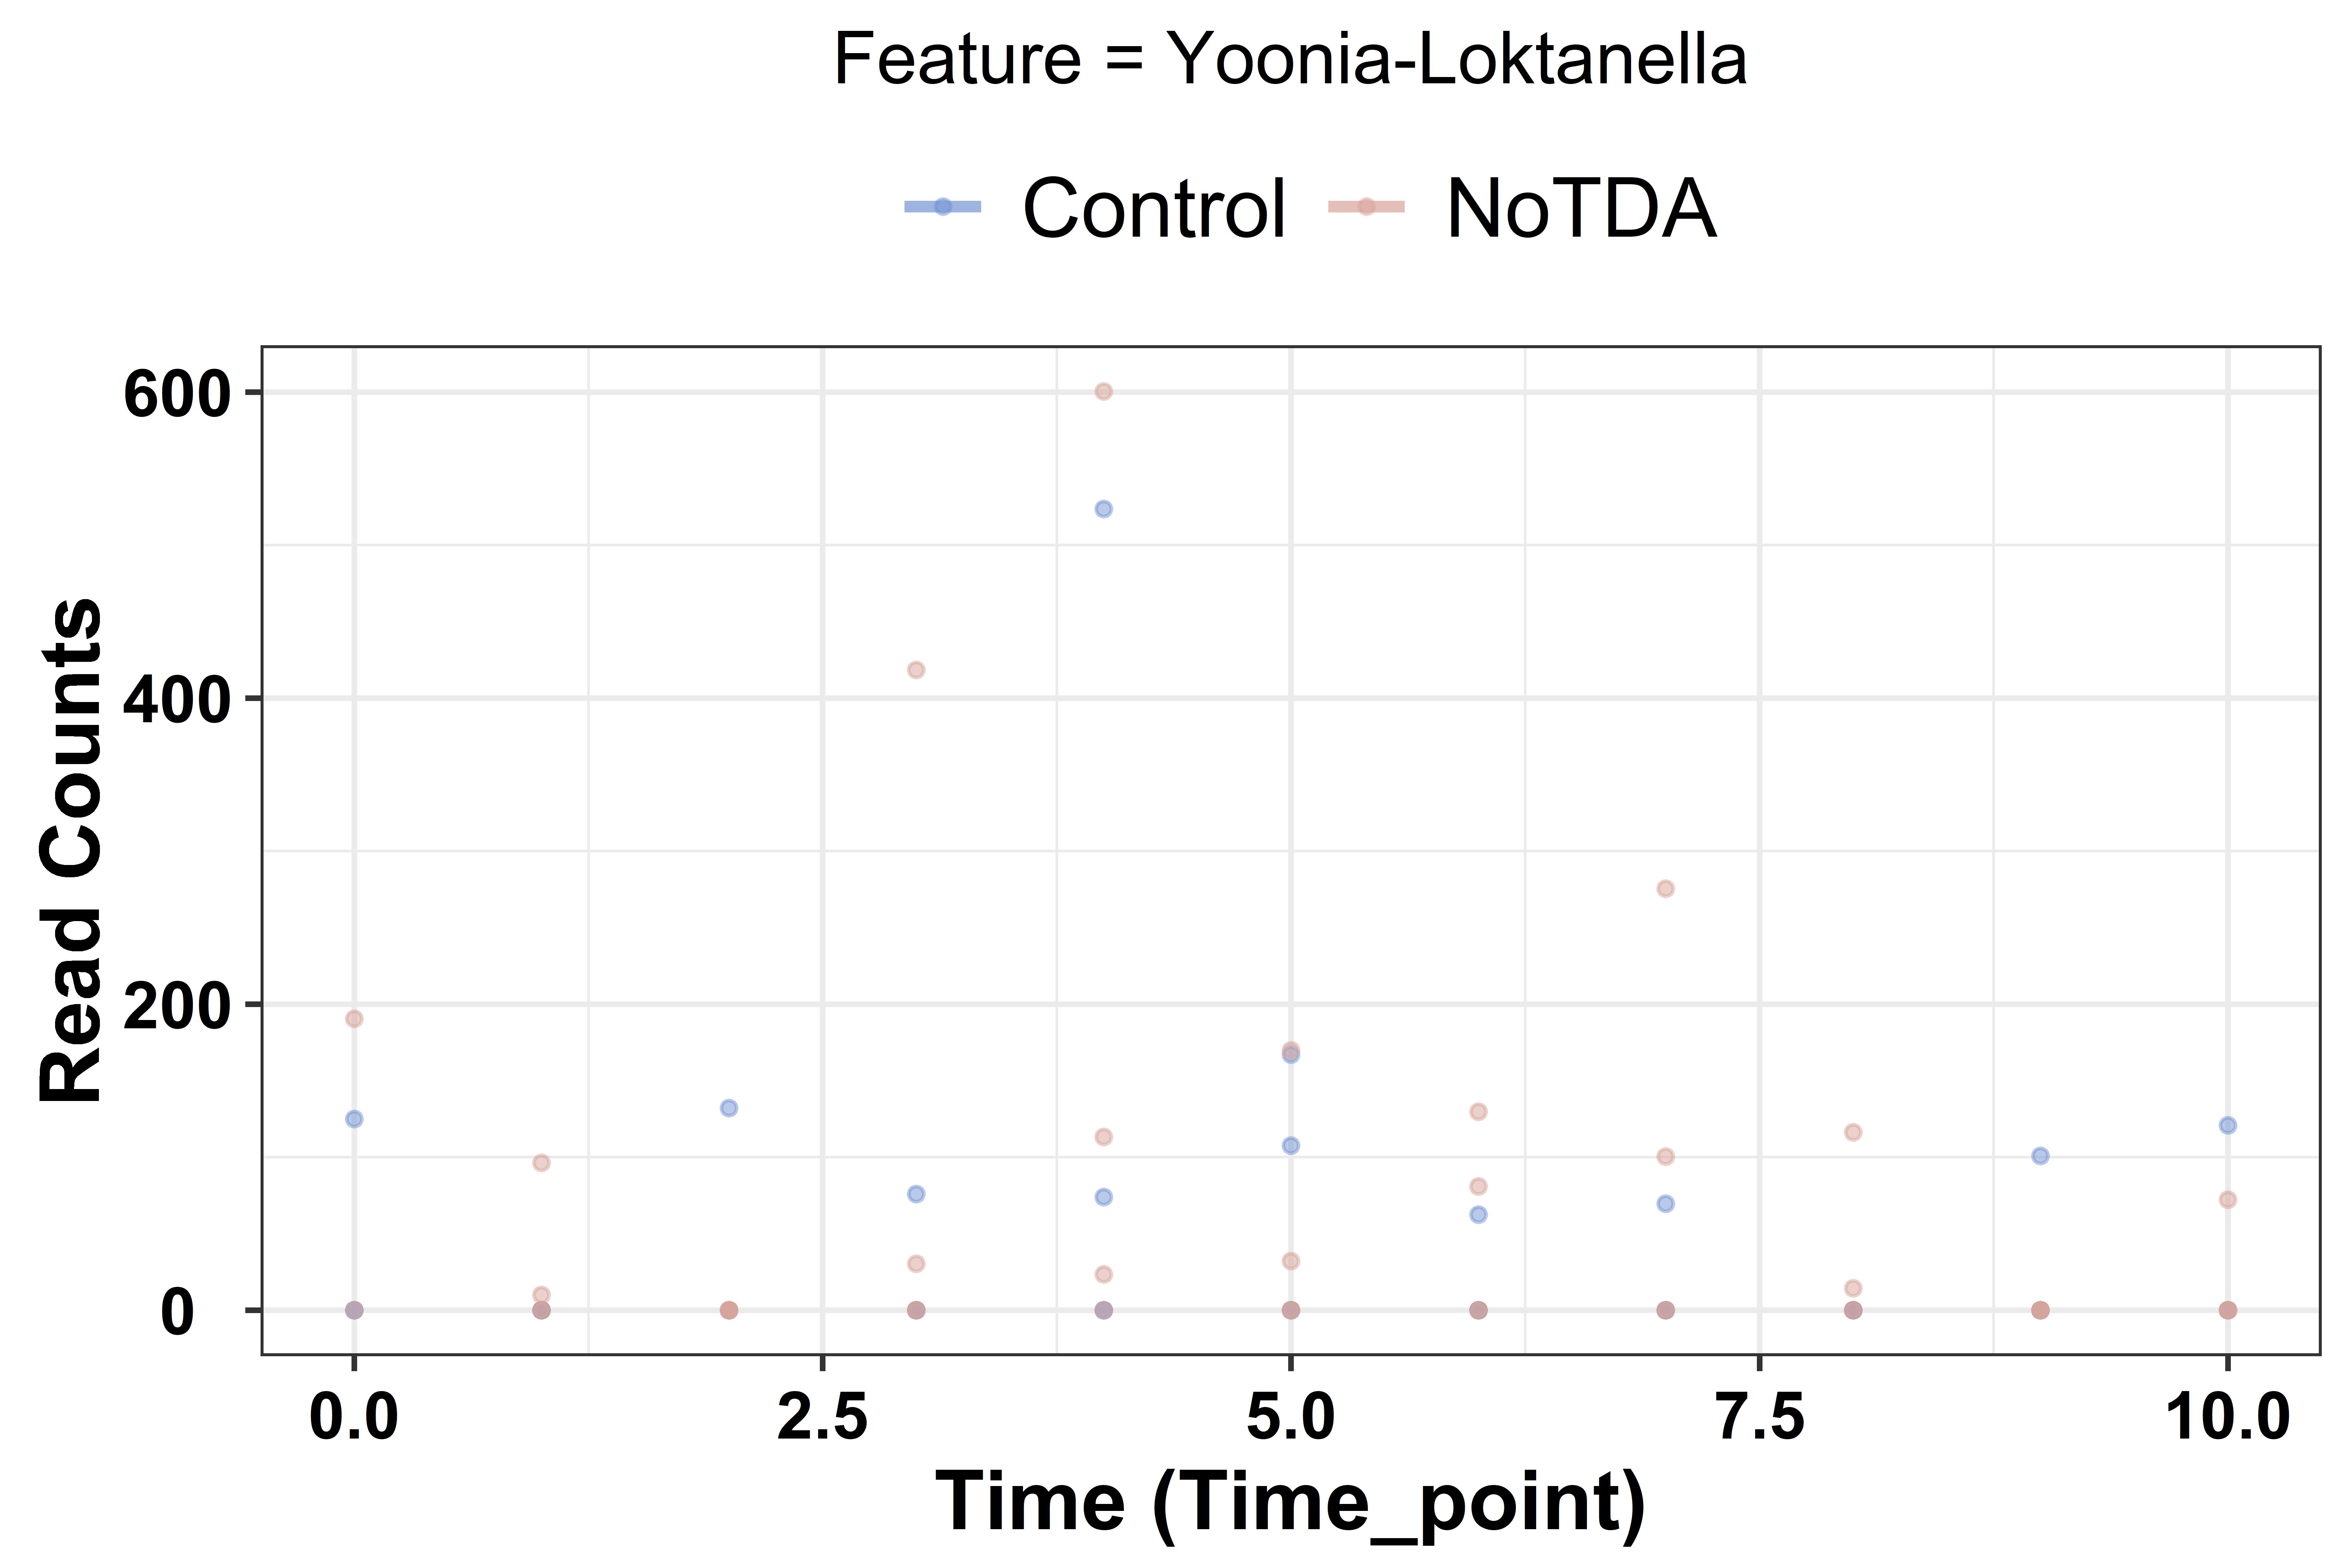 Feature = Yoonia-Loktanella
Control NoTDA
600
400
200
0
Read Counts
0.0 2.5 5.0 7.5 10.0
Time (Time_point)